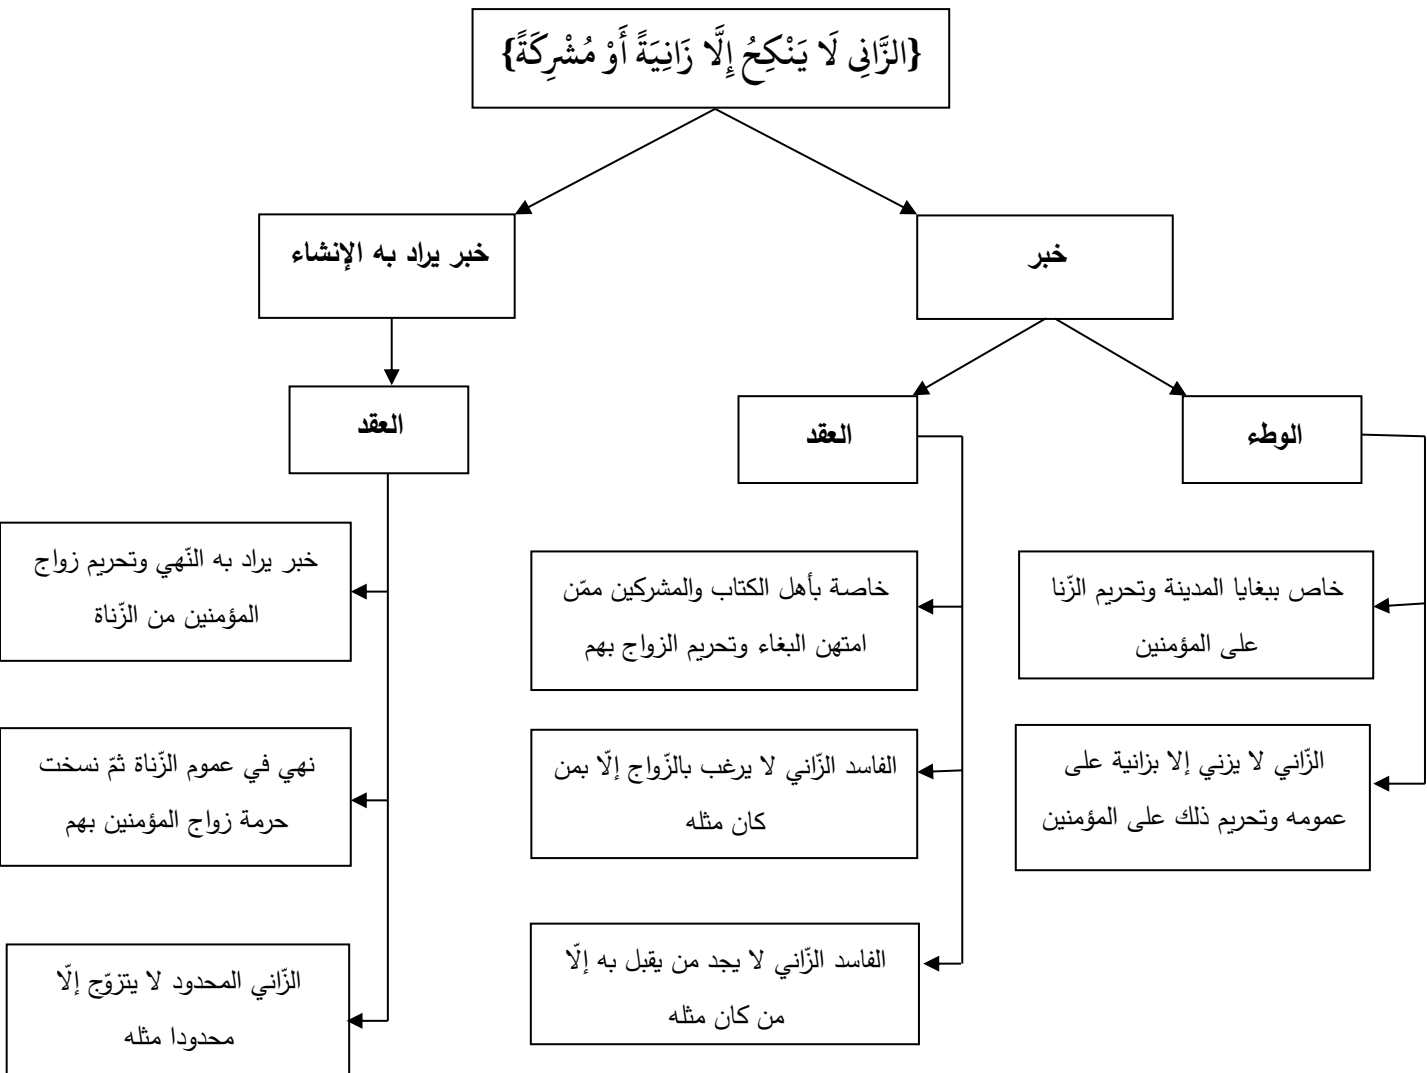 {الزَّانِى لَا يَنْكِحُ إِلَّا زَانِيَةً أَوْ مُشْرِكَةً}
خبر
خبر يراد به الإنشاء
الوطء
العقد
العقد
خاص ببغايا المدينة وتحريم الزّنا
على المؤمنين
الزّاني لا يزني إلا بزانية على
عمومه وتحريم ذلك على المؤمنين
خاصة بأهل الكتاب والمشركين ممّن
امتهن البغاء وتحريم الزواج بهم
الفاسد الزّاني لا يرغب بالزّواج إلّا بمن
كان مثله
الفاسد الزّاني لا يجد من يقبل به إلّا
من كان مثله
خبر يراد به النّهي وتحريم زواج
المؤمنين من الزّناة
نهي في عموم الزّناة ثمّ نسخت
حرمة زواج المؤمنين بهم
الزّاني المحدود لا يتزوّج إلّا
محدودا مثله